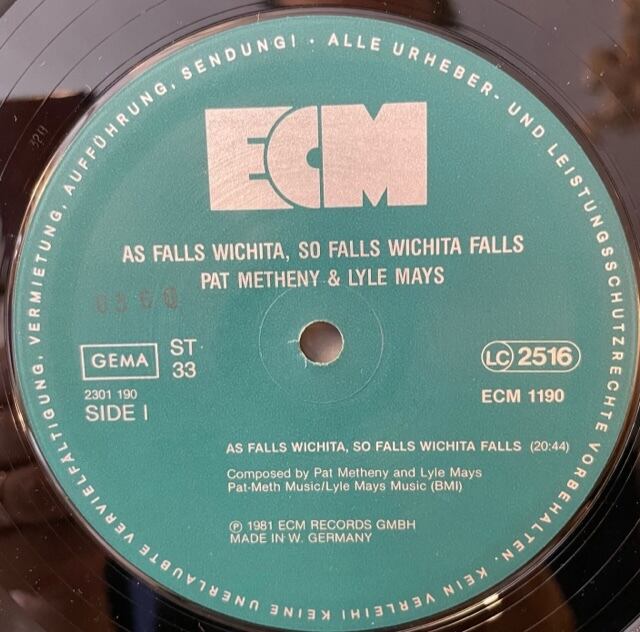 ALLE URHEBER- UND LEISTUNGSSCHUTZRECHTE VORBEHALTEN. KEIN VERLEIH! KEINE UNERLAUBTE VERVIELFÄLTIGUNG, VERMIETUNG, AUFFÜHRUNG, SENDUNG! ·
ECM
AS FALLS WICHITA, SO FALLS WICHITA FALLS
PAT METHENY & LYLE MAYS
GEMA
ST
33
LC 2516
2301 190
SIDE I
ECM 1190
AS FALLS WICHITA, SO FALLS WICHITA FALLS (20:44)
Composed by Pat Metheny and Lyle Mays
Pat-Meth Music/Lyle Mays Music (BMI)
℗ 1981 ECM RECORDS GMBH
MADE IN W. GERMANY